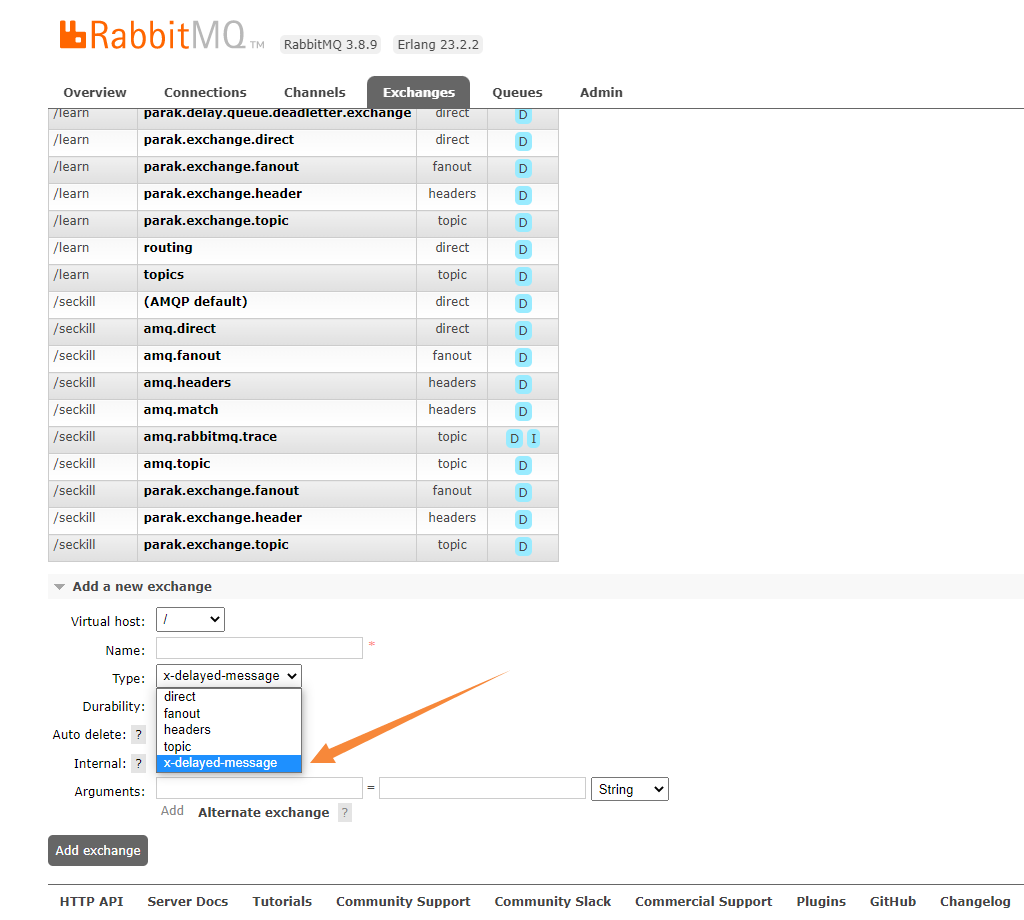 RabbitMQ TM RabbitMQ 3.8.9 Erlang 23.2.2
Overview Connections Channels Exchanges Queues Admin
/learn parak.delay.queue.deadletter.exchange direct D
/learn parak.exchange.direct direct D
/learn parak.exchange.fanout fanout D
/learn parak.exchange.header headers D
/learn parak.exchange.topic topic D
/learn routing direct D
/learn topics topic D
/seckill (AMQP default) direct D
/seckill amq.direct direct D
/seckill amq.fanout fanout D
/seckill amq.headers headers D
/seckill amq.match headers D
/seckill amq.rabbitmq.trace topic D I
/seckill amq.topic topic D
/seckill parak.exchange.fanout fanout D
/seckill parak.exchange.header headers D
/seckill parak.exchange.topic topic D
Add a new exchange
Virtual host: /
Name: *
Type: x-delayed-message
direct
Durability:
fanout
headers
Auto delete: ?
topic
Internal: ? x-delayed-message
Arguments: = String
Add Alternate exchange ?
Add exchange
HTTP API Server Docs Tutorials Community Support Community Slack Commercial Support Plugins GitHub Changelog